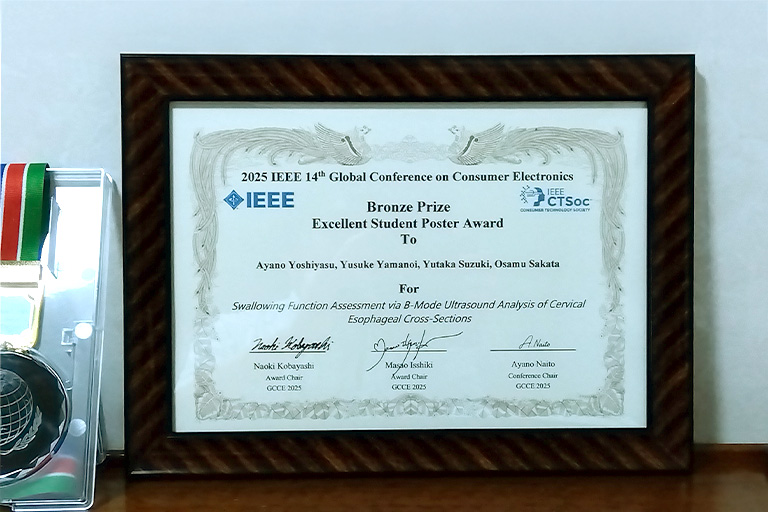 2025 IEEE 14th Global Conference on Consumer Electronics
IEEE
IEEE
CTSoc
CONSUMER TECHNOLOGY SOCIETY
Bronze Prize
Excellent Student Poster Award
To
Ayano Yoshiyasu, Yusuke Yamanoi, Yutaka Suzuki, Osamu Sakata
For
Swallowing Function Assessment via B-Mode Ultrasound Analysis of Cervical
Esophageal Cross-Sections
Naoki Kobayashi
Naoki Kobayashi
Award Chair
GCCE 2025
Masao Isshiki
Award Chair
GCCE 2025
A. Naito
Ayano Naito
Conference Chair
GCCE 2025